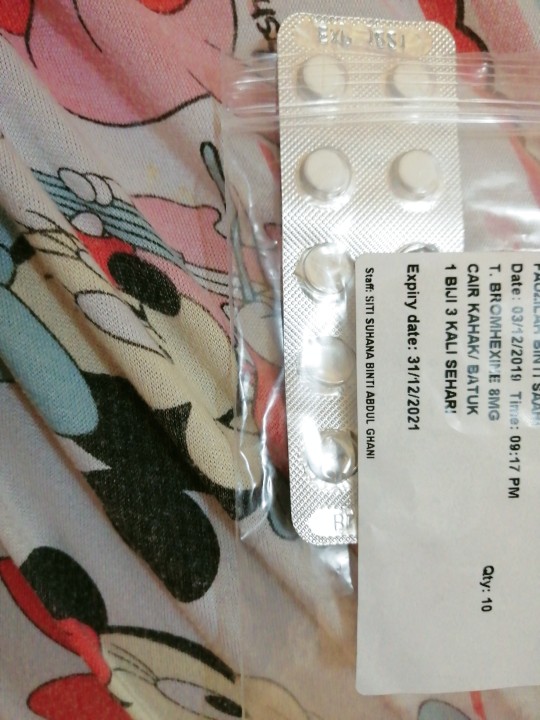 BINTI
Date: 03/12/2019 Time: 09:17 PM
T. BROMHEXINE 8MG
Qty: 10
CAIR KAHAK/ BATUK
1 BIJI 3 KALI SEHARI
Expiry date: 31/12/2021
Staff: SITI SUHANA BINTI ABDUL GHANI